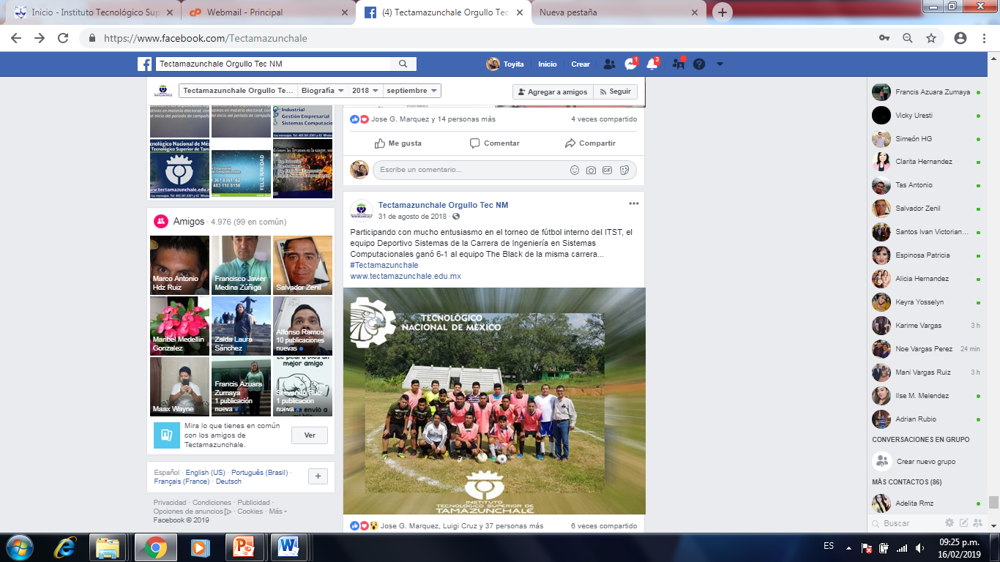 Inicio - Instituto Tecnológico Sup
Webmail - Principal
(4) Tectamazunchale Orgullo Tec
Nueva pestaña
https://www.facebook.com/Tectamazunchale
Tectamazunchale Orgullo Tec NM
Toyita
Inicio
Crear
1
3
Tectamazunchale Orgullo Te...
Biografía
2018
septiembre
Agregar a amigos
Seguir
Industrial
Gestión Empresarial
Sistemas Computacio
nológico Nacional de Méx
Tecnológico Superior de Tam
www.tectamazunchale.edu.m
361 8361, 62
483 110 8150
FELIZ NAVIDAD
Amigos · 4.976 (99 en común)
Marco Antonio
Hdz Ruiz
Francisco Javier
Medina Zúñiga
Salvador Zenil
Maribel Medellin
Gonzalez
Zaida Laura
Sánchez
Alfonso Ramos
10 publicaciones
nuevas
Maax Wayne
Francis Azuara
Zumaya
1 publicación
nueva
mejor amigo
Servando Ruiz
1 publicación
nueva
Mira lo que tienes en común
con los amigos de
Tectamazunchale.
Ver
Español · English (US) · Português (Brasil) ·
Français (France) · Deutsch
+
Privacidad · Condiciones · Publicidad ·
Opciones de anuncios · Cookies · Más
Facebook © 2019
Jose G. Marquez y 14 personas más
4 veces compartido
Me gusta
Comentar
Compartir
Escribe un comentario...
GIF
Tectamazunchale Orgullo Tec NM
31 de agosto de 2018 ·
Participando con mucho entusiasmo en el torneo de fútbol interno del ITST, el
equipo Deportivo Sistemas de la Carrera de Ingeniería en Sistemas
Computacionales ganó 6-1 al equipo The Black de la misma carrera...
#Tectamazunchale
www.tectamazunchale.edu.mx
TECNOLÓGICO
NACIONAL DE MÉXICO
INSTITUTO
TECNOLÓGICO SUPERIOR DE
TAMAZUNCHALE
Jose G. Marquez, Luigi Cruz y 37 personas más
6 veces compartido
Francis Azuara Zumaya
Vicky Uresti
Simeón HG
Clarita Hernandez
Tas Antonio
Salvador Zenil
Santos Ivan Victorian...
Espinosa Patricia
Alicia Hernandez
Keyra Yosselyn
Karime Vargas 3 h
Noe Vargas Perez 24 min
Mani Vargas Ruiz 3 h
Ilse M. Melendez
Adrian Rubio
CONVERSACIONES EN GRUPO
Crear nuevo grupo
MÁS CONTACTOS (86)
Adelita Rmz
Buscar
ES
09:25 p.m.
16/02/2019